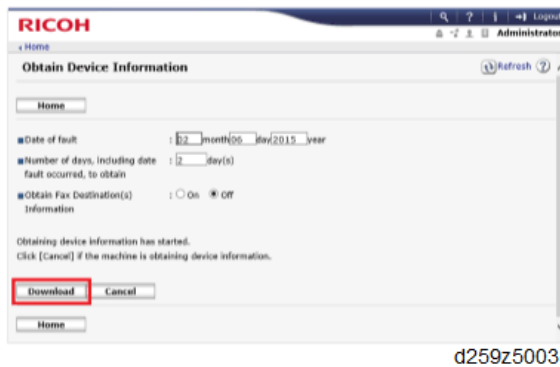 Logout
RICOH
Administrator
Home
Obtain Device Information
Refresh
Home
Date of fault : 02 month 06 day 2015 year
Number of days, including date : 2 day(s)
fault occurred, to obtain
Obtain Fax Destination(s) : On Off
Information
Obtaining device information has started.
Click [Cancel] if the machine is obtaining device information.
Download Cancel
Home
d259z5003